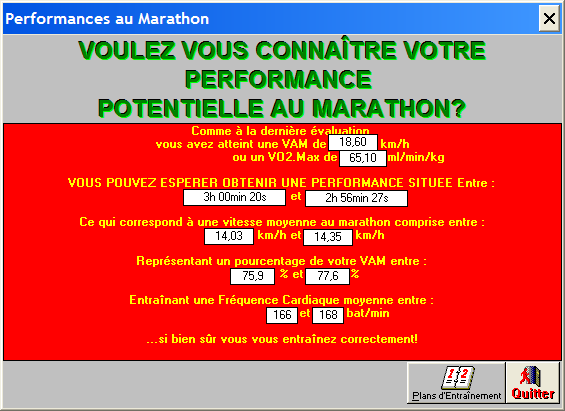 Performances au Marathon
VOULEZ VOUS CONNAÎTRE VOTRE
PERFORMANCE
POTENTIELLE AU MARATHON?
Comme à la dernière évaluation
vous avez atteint une VAM de 18,60 km/h
ou un VO2.Max de 65,10 ml/min/kg
VOUS POUVEZ ESPERER OBTENIR UNE PERFORMANCE SITUEE Entre :
3h 00min 20s et 2h 56min 27s
Ce qui correspond à une vitesse moyenne au marathon comprise entre :
14,03 km/h et 14,35 km/h
Représentant un pourcentage de votre VAM entre :
75,9 % et 77,6 %
Entraînant une Fréquence Cardiaque moyenne entre :
166 et 168 bat/min
...si bien sûr vous vous entraînez correctement!
1 2
Plans d'Entraînement
Quitter